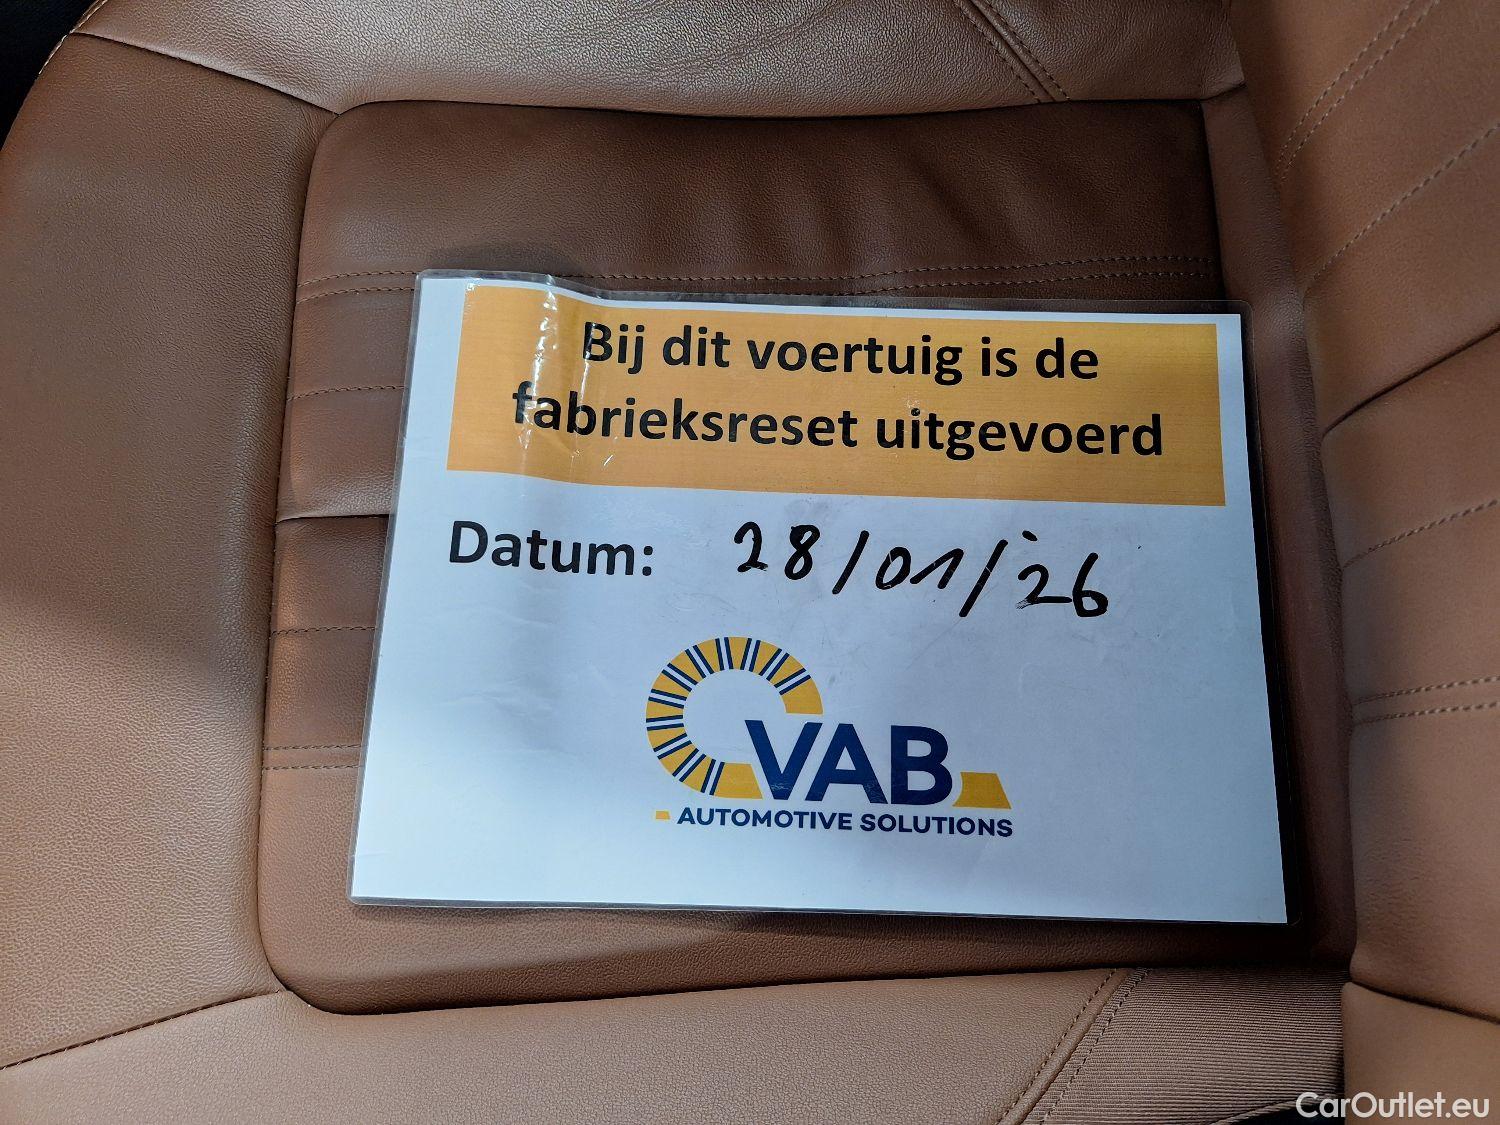 Bij dit voertuig is de
fabrieksreset uitgevoerd
Datum: 28/01/'26
VAB
AUTOMOTIVE SOLUTIONS
CarOutlet.eu